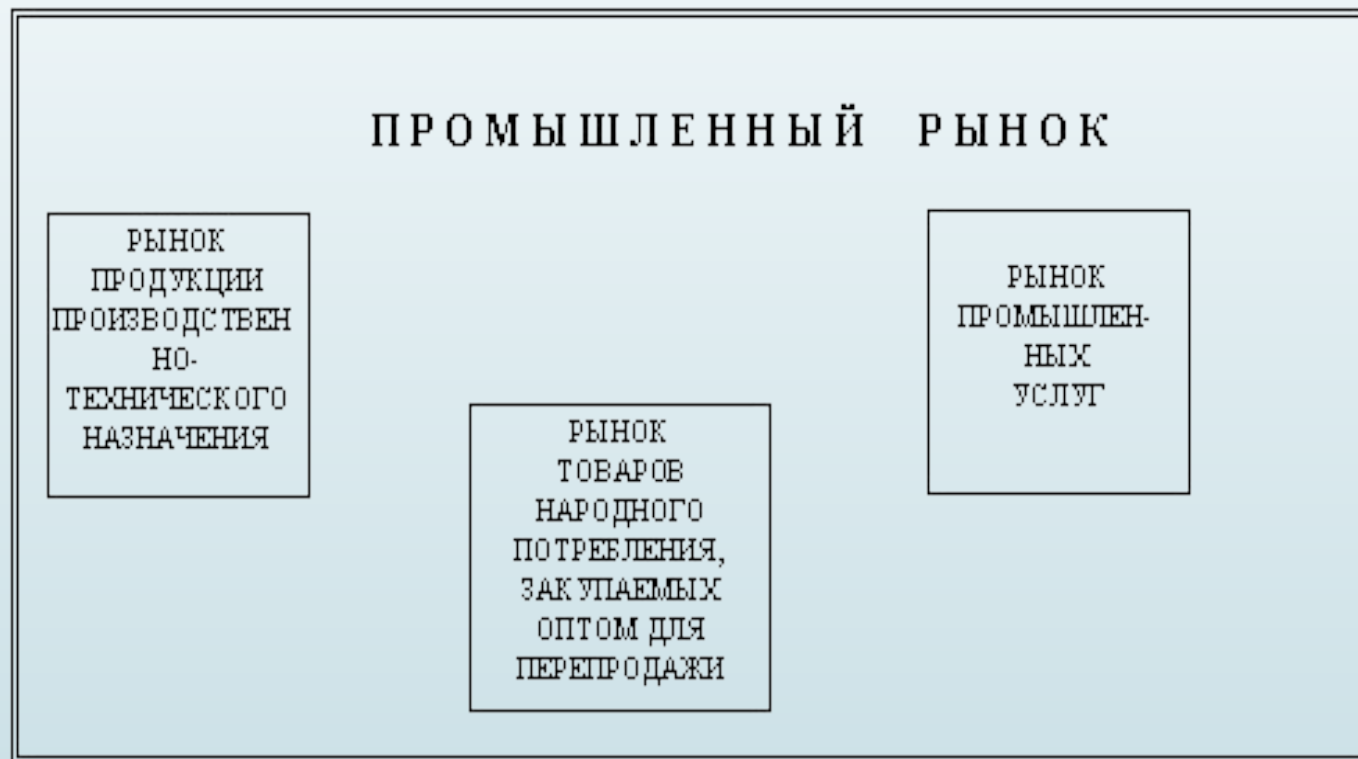 ПРОМЫШЛЕННЫЙ РЫНОК
РЫНОК
ПРОДУКЦИИ
ПРОИЗВОДСТВЕН
НО-
ТЕХНИЧЕСКОГО
НАЗНАЧЕНИЯ
РЫНОК
ТОВАРОВ
НАРОДНОГО
ПОТРЕБЛЕНИЯ,
ЗАКУПАЕМЫХ
ОПТОМ ДЛЯ
ПЕРЕПРОДАЖИ
РЫНОК
ПРОМЫШЛЕН-
НЫХ
УСЛУГ